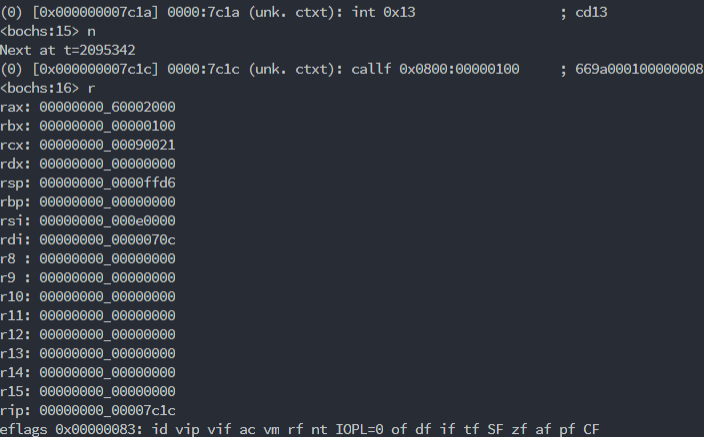 (0) [0x000000007c1a] 0000:7c1a (unk. ctxt): int 0x13 ; cd13
<bochs:15> n
Next at t=2095342
(0) [0x000000007c1c] 0000:7c1c (unk. ctxt): callf 0x0800:00000100 ; 669a000100000008
<bochs:16> r
rax: 00000000_60002000
rbx: 00000000_00000100
rcx: 00000000_00090021
rdx: 00000000_00000000
rsp: 00000000_0000ffd6
rbp: 00000000_00000000
rsi: 00000000_000e0000
rdi: 00000000_0000070c
r8 : 00000000_00000000
r9 : 00000000_00000000
r10: 00000000_00000000
r11: 00000000_00000000
r12: 00000000_00000000
r13: 00000000_00000000
r14: 00000000_00000000
r15: 00000000_00000000
rip: 00000000_00007c1c
eflags 0x00000083: id vip vif ac vm rf nt IOPL=0 of df if tf SF zf af pf CF